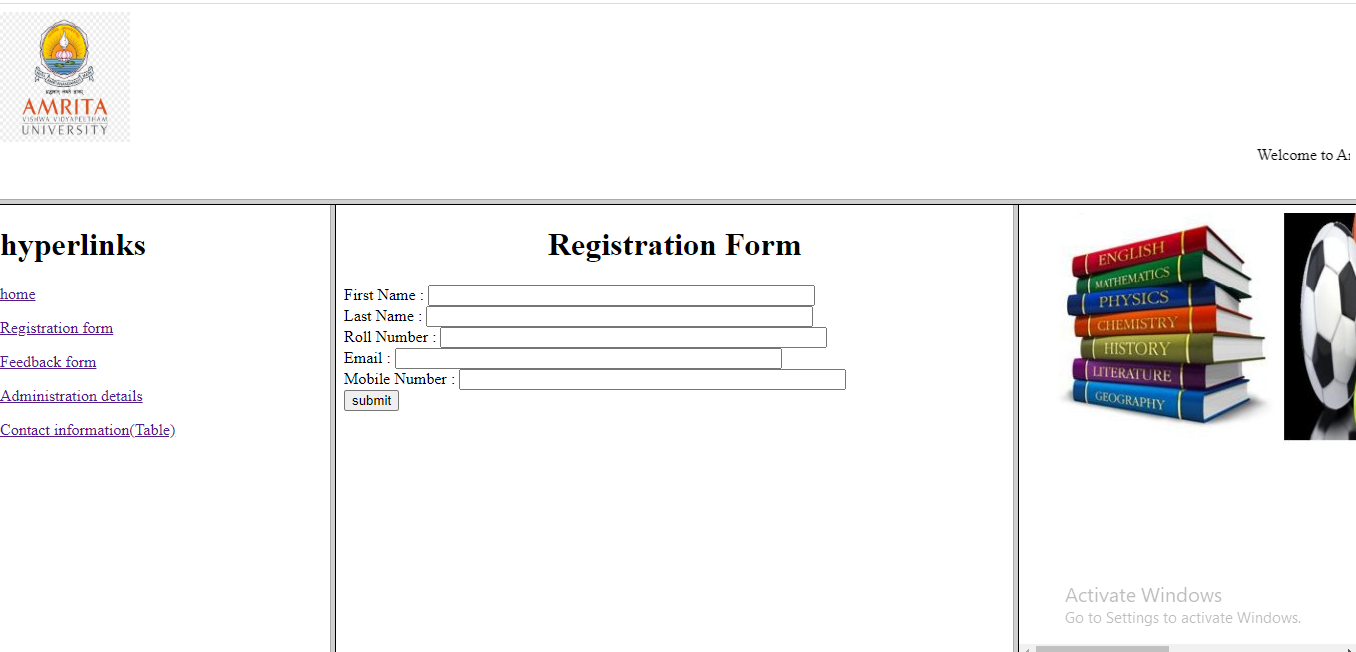 AMRITA
VISHWA VIDYAPEETHAM
UNIVERSITY
Welcome to
hyperlinks
home
Registration form
Feedback form
Administration details
Contact information(Table)
Registration Form
First Name :
Last Name :
Roll Number :
Email :
Mobile Number :
submit
ENGLISH
MATHEMATICS
PHYSICS
CHEMISTRY
HISTORY
LITERATURE
GEOGRAPHY
Activate Windows
Go to Settings to activate Windows.